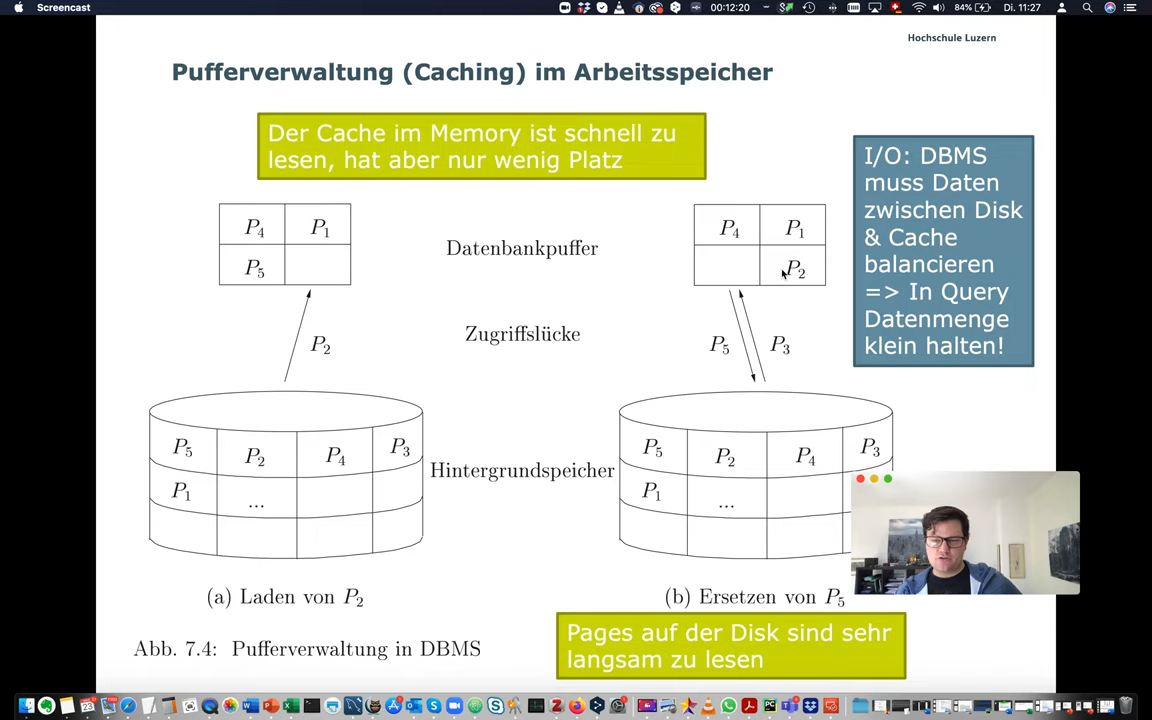 Screencast
00:12:20
84%
Di. 11:27
Hochschule Luzern
Pufferverwaltung (Caching) im Arbeitsspeicher
Der Cache im Memory ist schnell zu
lesen, hat aber nur wenig Platz
I/O: DBMS
muss Daten
zwischen Disk
& Cache
balancieren
=> In Query
Datenmenge
klein halten!
P4 P1
P5
Datenbankpuffer
P4 P1
P2
P2
Zugriffslücke
P5 P3
P5 P2 P4 P3
P1 ...
Hintergrundspeicher
P5 P2 P4 P3
P1 ...
(a) Laden von P2
(b) Ersetzen von P5
Abb. 7.4: Pufferverwaltung in DBMS
Pages auf der Disk sind sehr
langsam zu lesen